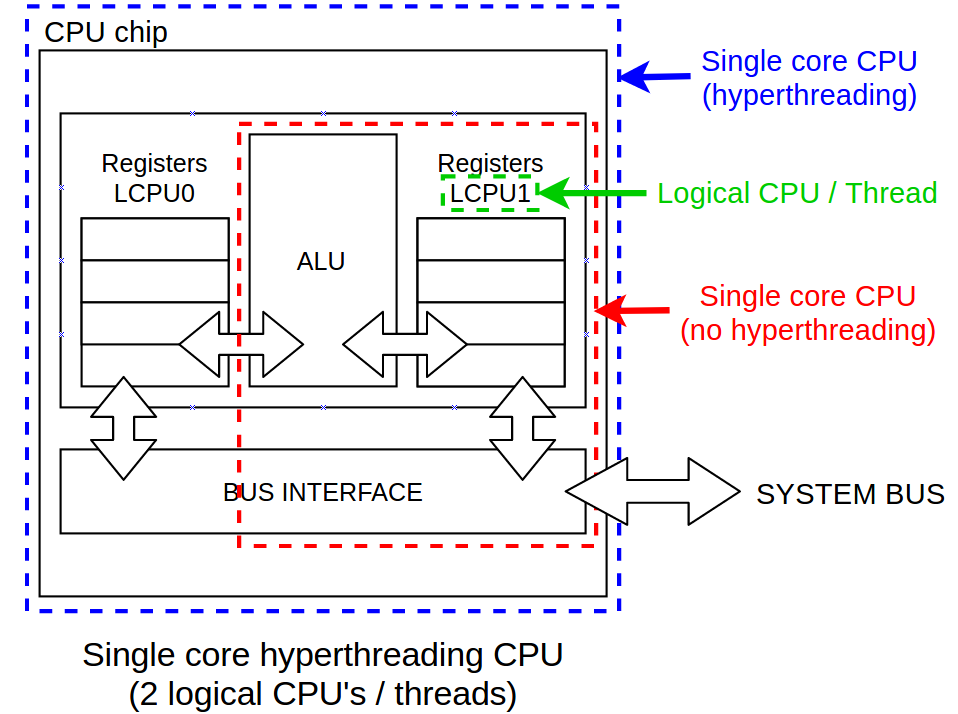 CPU chip
Single core CPU
(hyperthreading)
Registers
LCPU0
Registers
LCPU1
Logical CPU / Thread
ALU
Single core CPU
(no hyperthreading)
BUS INTERFACE
SYSTEM BUS
Single core hyperthreading CPU
(2 logical CPU's / threads)